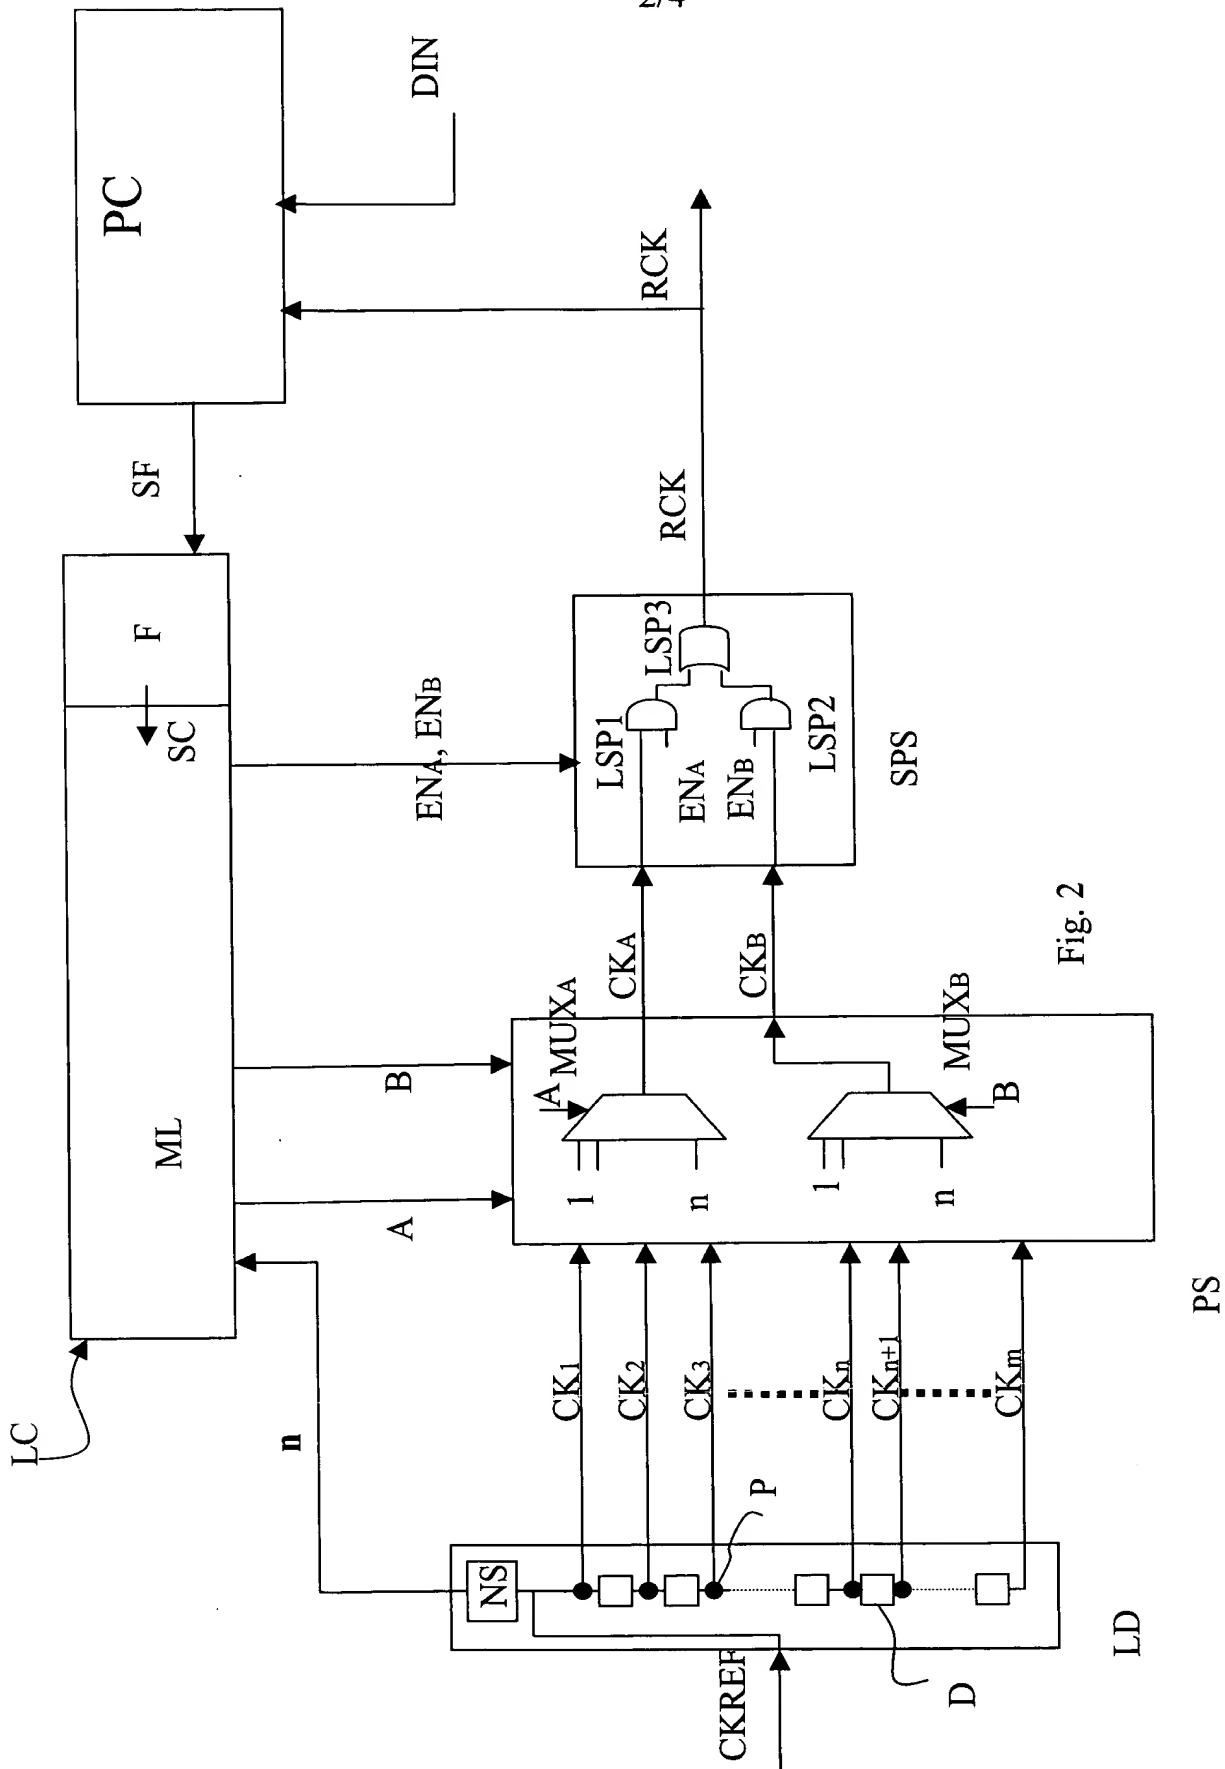 2/4
PC
DIN
SF
RCK
RCK
F
SC
ML
LC
ENA, ENB
LSP1
LSP3
ENA
ENB
LSP2
SPS
CKA
CKB
Fig. 2
A
B
MUXA
A
1
n
MUXB
B
1
n
PS
n
CK1
CK2
CK3
CKn
CKn+1
CKm
NS
P
D
LD
CKREF